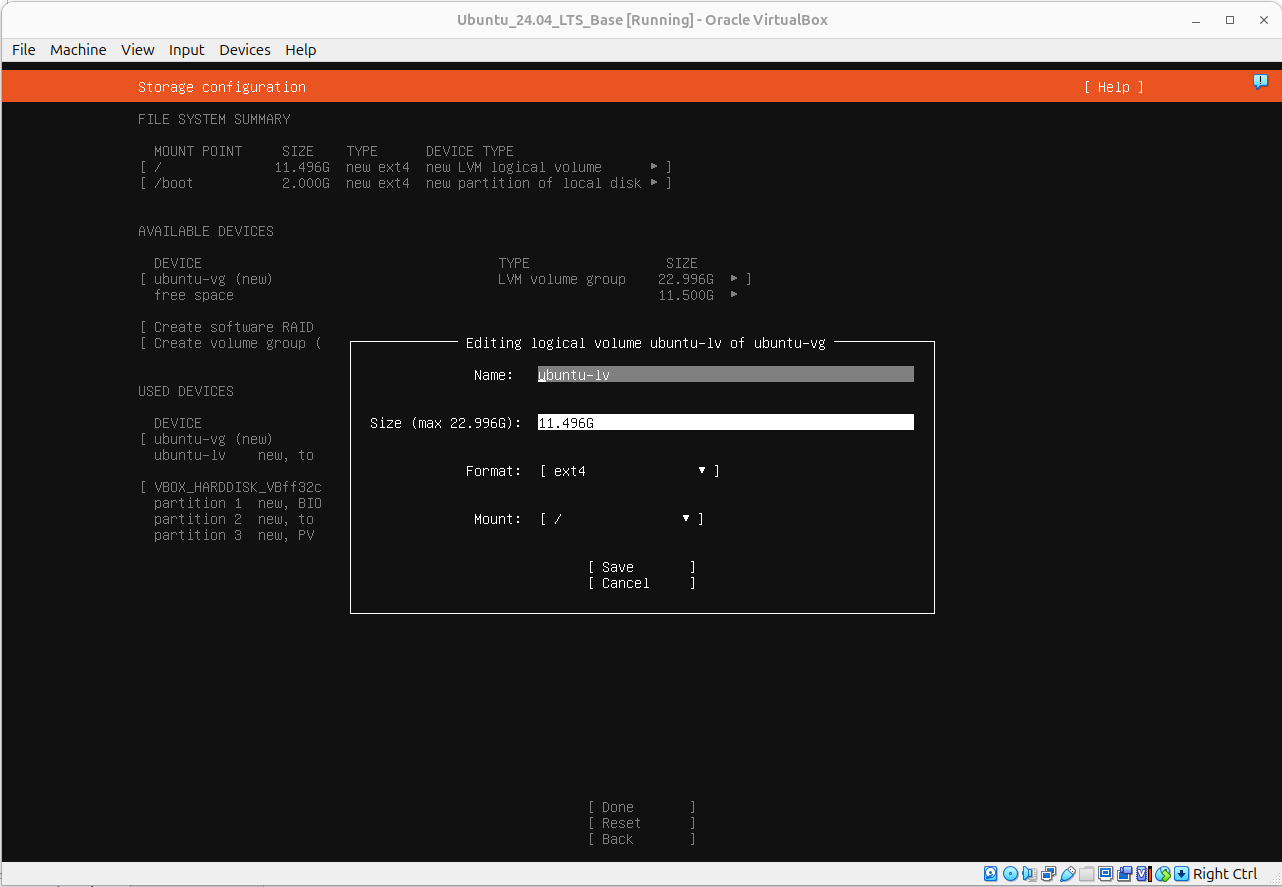 Ubuntu_24.04_LTS_Base [Running] - Oracle VirtualBox
File Machine View Input Devices Help
Storage configuration [ Help ]
FILE SYSTEM SUMMARY
MOUNT POINT SIZE TYPE DEVICE TYPE
[ / 11.496G new ext4 new LVM logical volume ▸ ]
[ /boot 2.000G new ext4 new partition of local disk ▸ ]
AVAILABLE DEVICES
DEVICE TYPE SIZE
[ ubuntu-vg (new) LVM volume group 22.996G ▸ ]
free space 11.500G ▸
[ Create software RAID
[ Create volume group (
USED DEVICES
DEVICE
[ ubuntu-vg (new)
ubuntu-lv new, to
[ VBOX_HARDDISK_VBff32c
partition 1 new, BIO
partition 2 new, to
partition 3 new, PV
Editing logical volume ubuntu-lv of ubuntu-vg
Name: ubuntu-lv
Size (max 22.996G): 11.496G
Format: [ ext4 ▾ ]
Mount: [ / ▾ ]
[ Save ]
[ Cancel ]
[ Done ]
[ Reset ]
[ Back ]
Right Ctrl